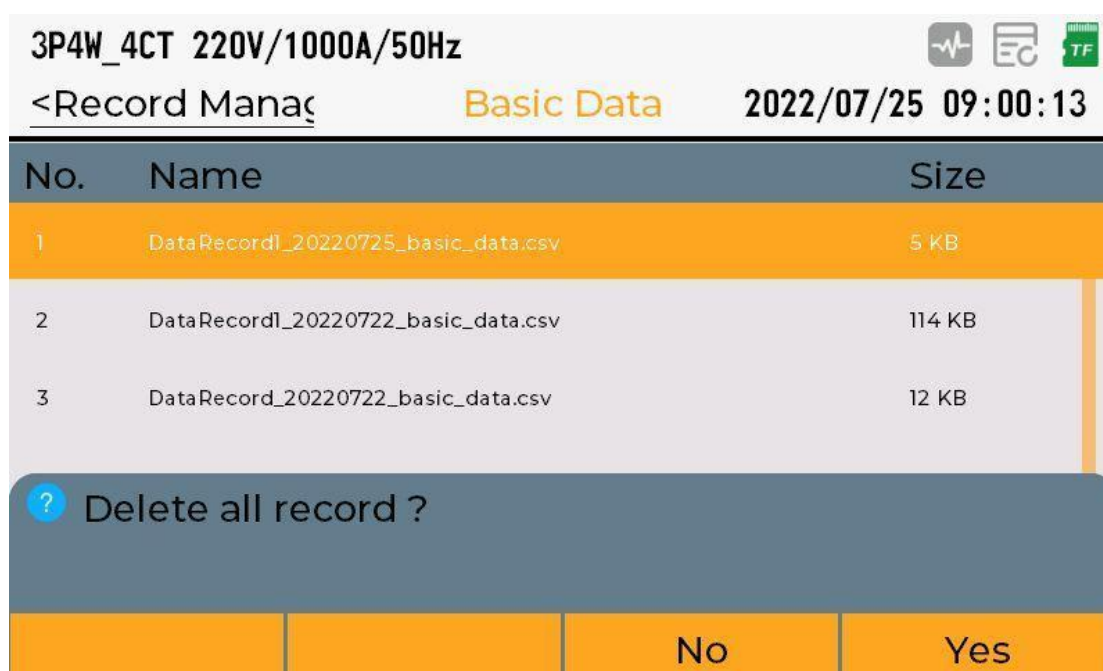 3P4W_4CT 220V/1000A/50Hz TF
<Record Manag Basic Data 2022/07/25 09:00:13
No. Name Size
1 DataRecord1_20220725_basic_data.csv 5 KB
2 DataRecord1_20220722_basic_data.csv 114 KB
3 DataRecord_20220722_basic_data.csv 12 KB
? Delete all record ?
No Yes